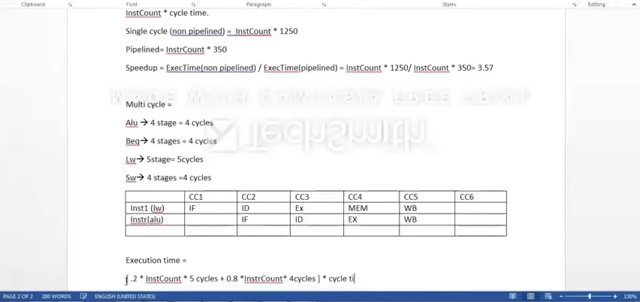 Clipboard
Font
Paragraph
Styles
Editing
InstCount * cycle time.
Single cycle (non pipelined) = InstCount * 1250
Pipelined= InstrCount * 350
Speedup = ExecTime(non pipelined) / ExecTime(pipelined) = InstCount * 1250/ InstCount * 350= 3.57
TechSmith
Multi cycle =
Alu → 4 stage = 4 cycles
Beq→ 4 stages = 4 cycles
Lw→ 5stage= 5cycles
Sw→ 4 stages =4 cycles
CC1 CC2 CC3 CC4 CC5 CC6
Inst1 (lw) IF ID Ex MEM WB
Instr(alu) IF ID EX WB
Execution time =
[ .2 * InstCount * 5 cycles + 0.8 *InstrCount* 4cycles ] * cycle ti
PAGE 2 OF 2 200 WORDS ENGLISH (UNITED STATES) 130%